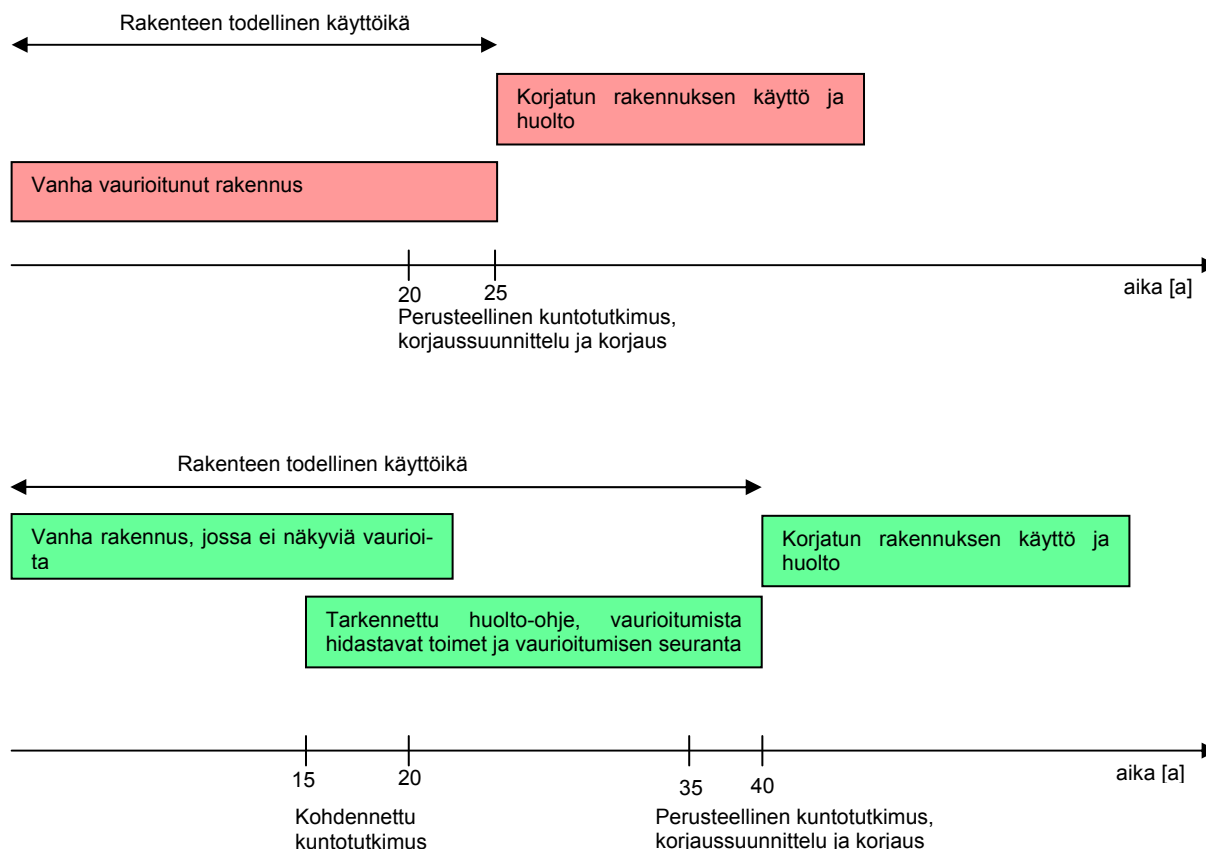 Rakenteen todellinen käyttöikä
Korjatun rakennuksen käyttö ja
huolto
Vanha vaurioitunut rakennus
20
25
aika [a]
Perusteellinen kuntotutkimus,
korjaussuunnittelu ja korjaus
Rakenteen todellinen käyttöikä
Vanha rakennus, jossa ei näkyviä vaurioi-
ta
Korjatun rakennuksen käyttö ja
huolto
Tarkennettu huolto-ohje, vaurioitumista
hidastavat toimet ja vaurioitumisen seuranta
15
20
35
40
aika [a]
Kohdennettu
kuntotutkimus
Perusteellinen kuntotutkimus,
korjaussuunnittelu ja korjaus